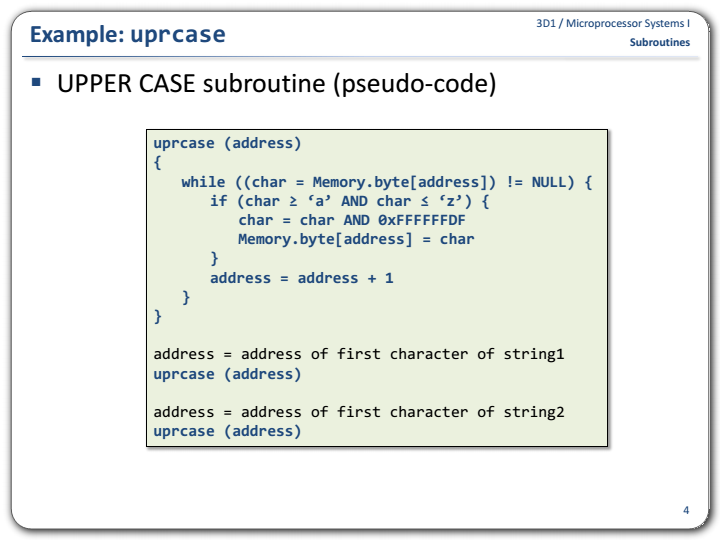 Example: uprcase
3D1 / Microprocessor Systems I
Subroutines
UPPER CASE subroutine (pseudo-code)
uprcase (address)
{
while ((char = Memory.byte[address]) != NULL) {
if (char ≥ ‘a’ AND char ≤ ‘z’) {
char = char AND 0xFFFFFFDF
Memory.byte[address] = char
}
address = address + 1
}
}
address = address of first character of string1
uprcase (address)
address = address of first character of string2
uprcase (address)
4